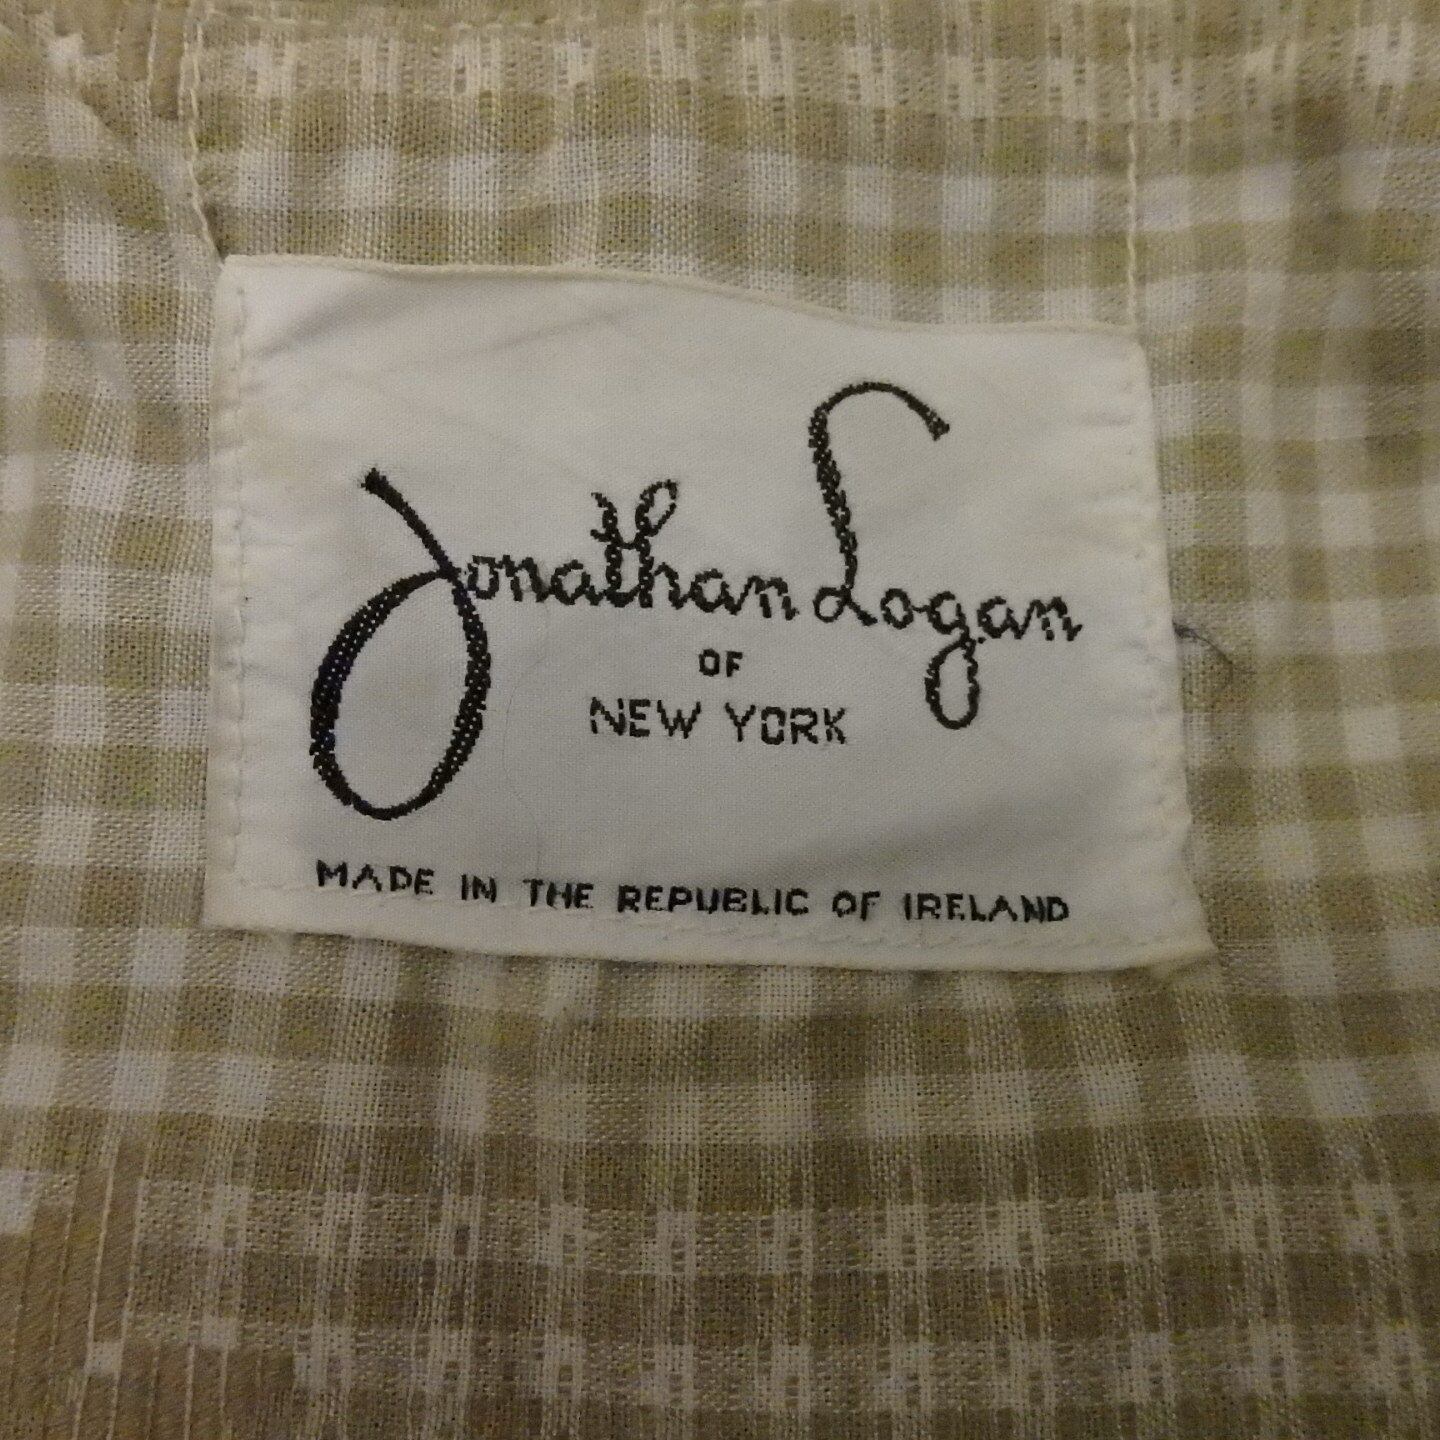 Jonathan Logan
OF
NEW YORK
MADE IN THE REPUBLIC OF IRELAND